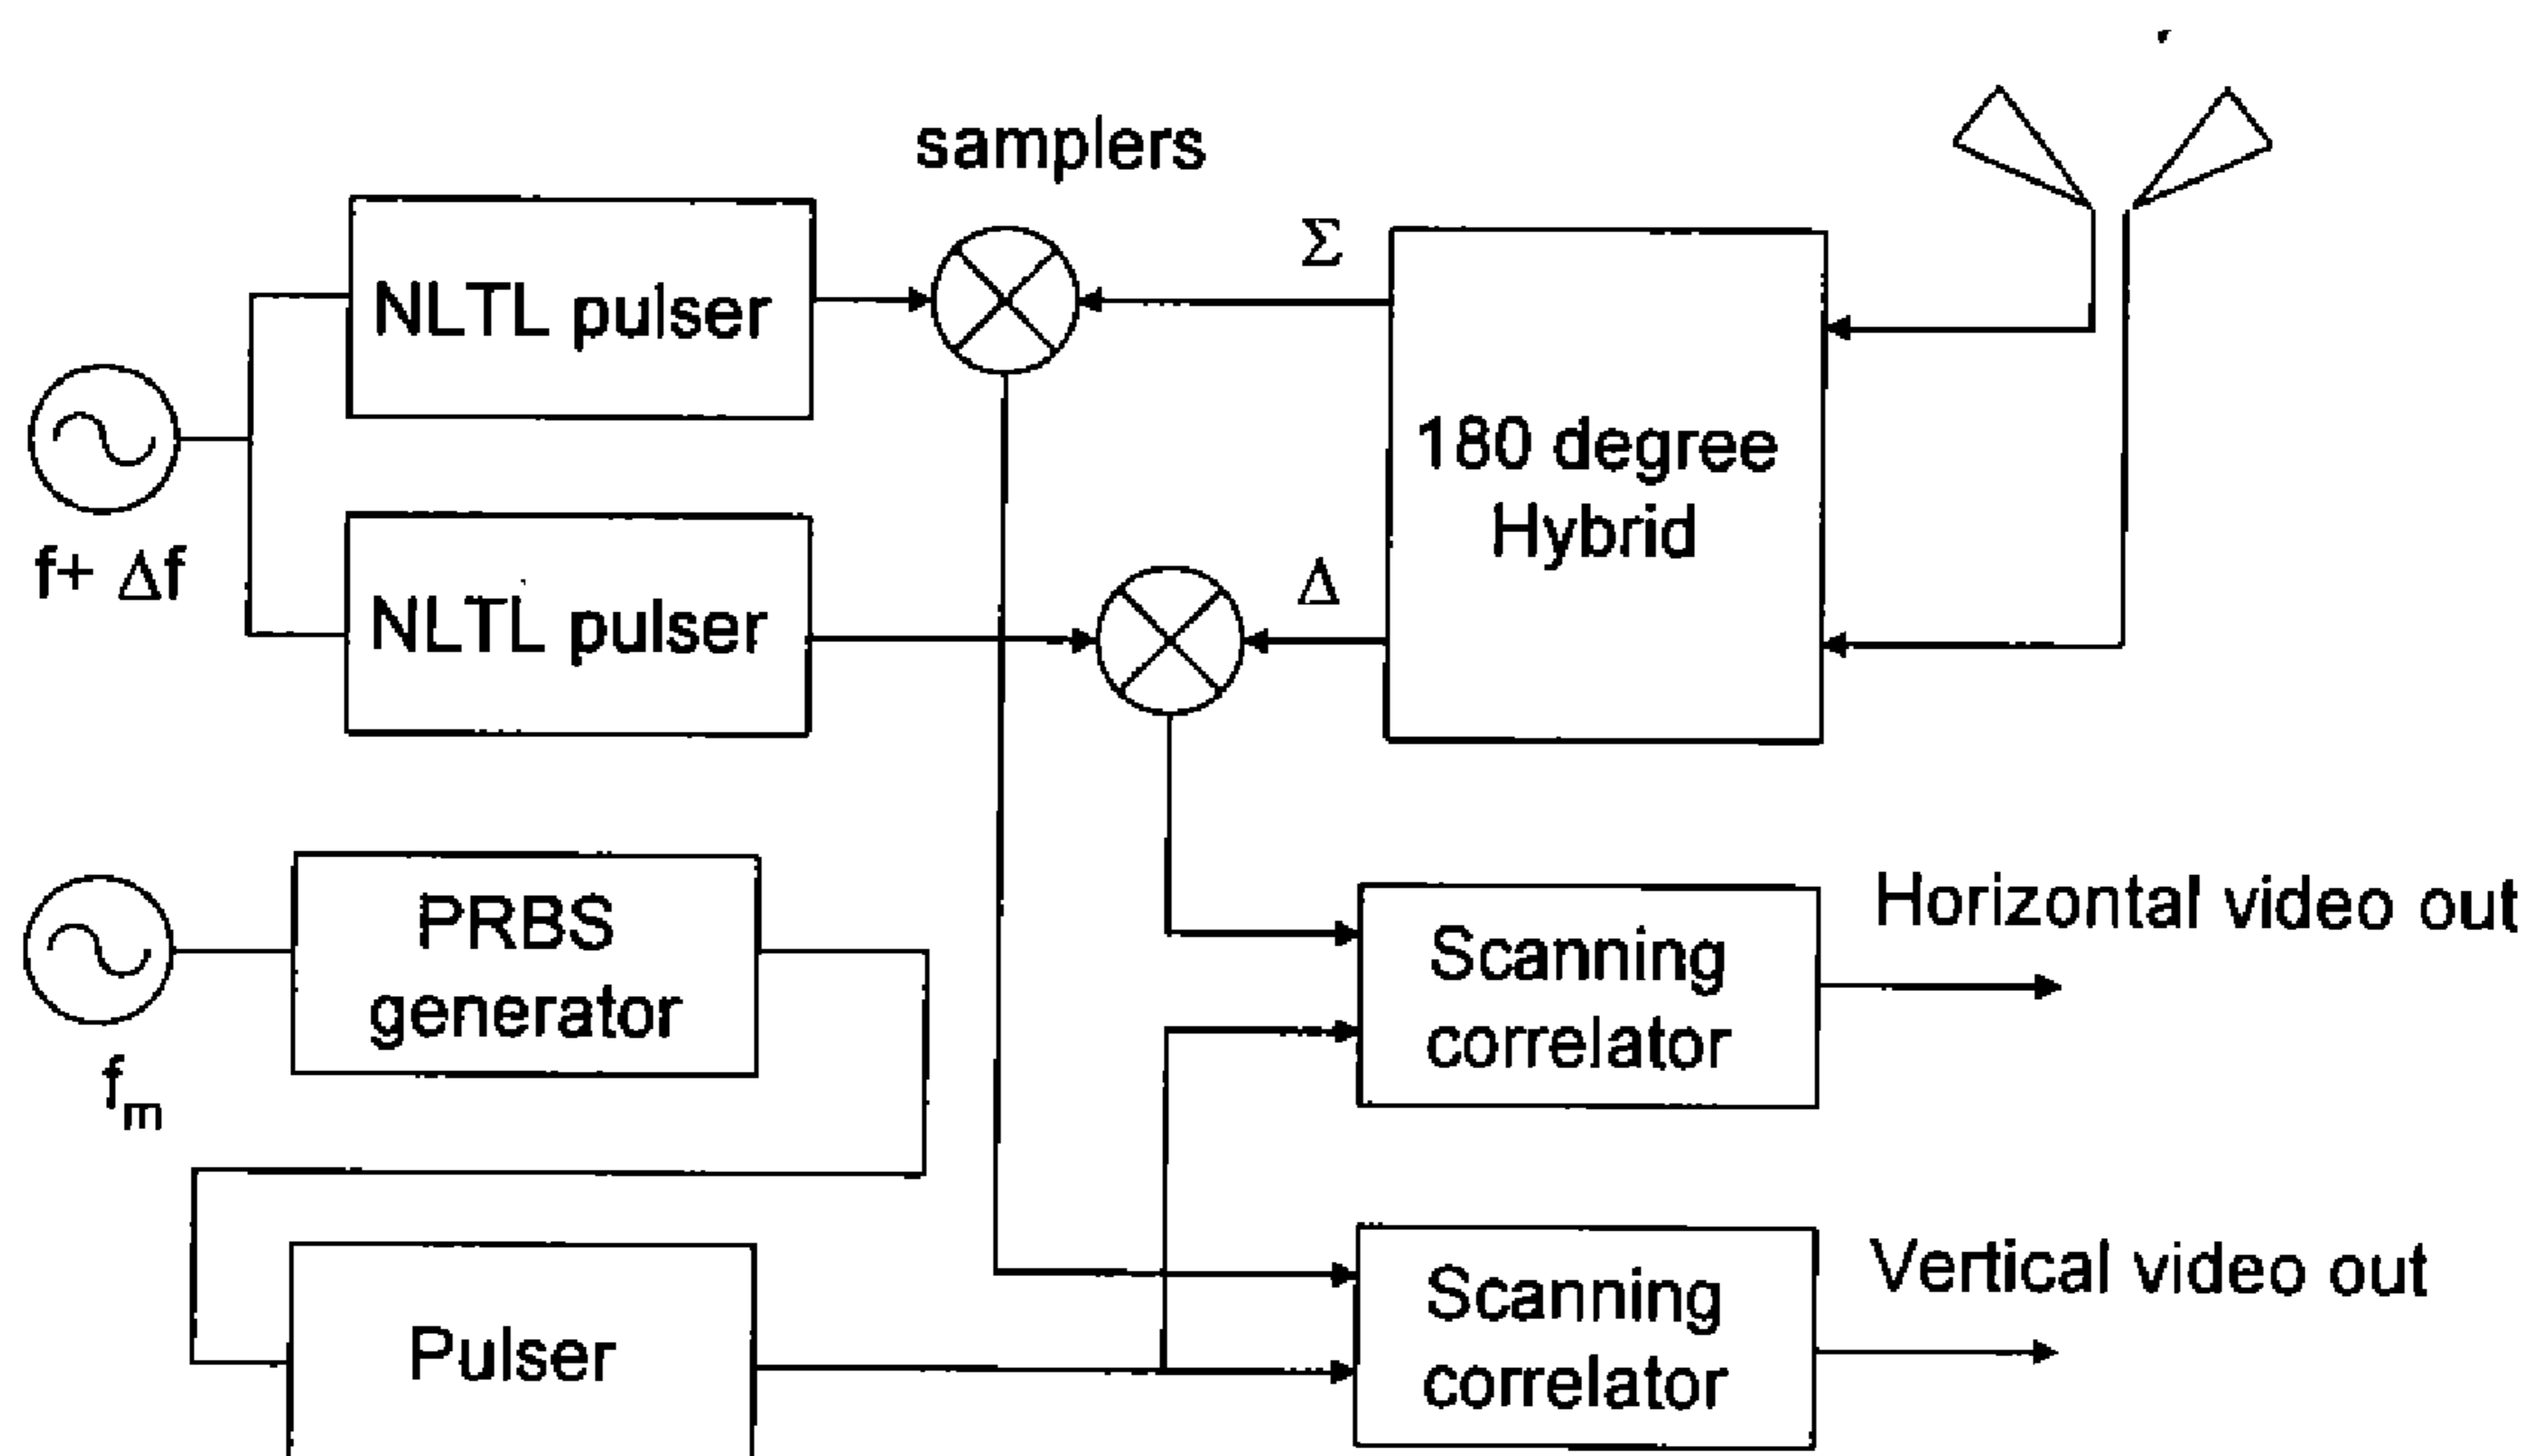 samplers
Σ
NLTL pulser
180 degree
Hybrid
f+ Δf
Δ
NLTL pulser
PRBS
generator
fm
Horizontal video out
Scanning
correlator
Vertical video out
Scanning
correlator
Pulser